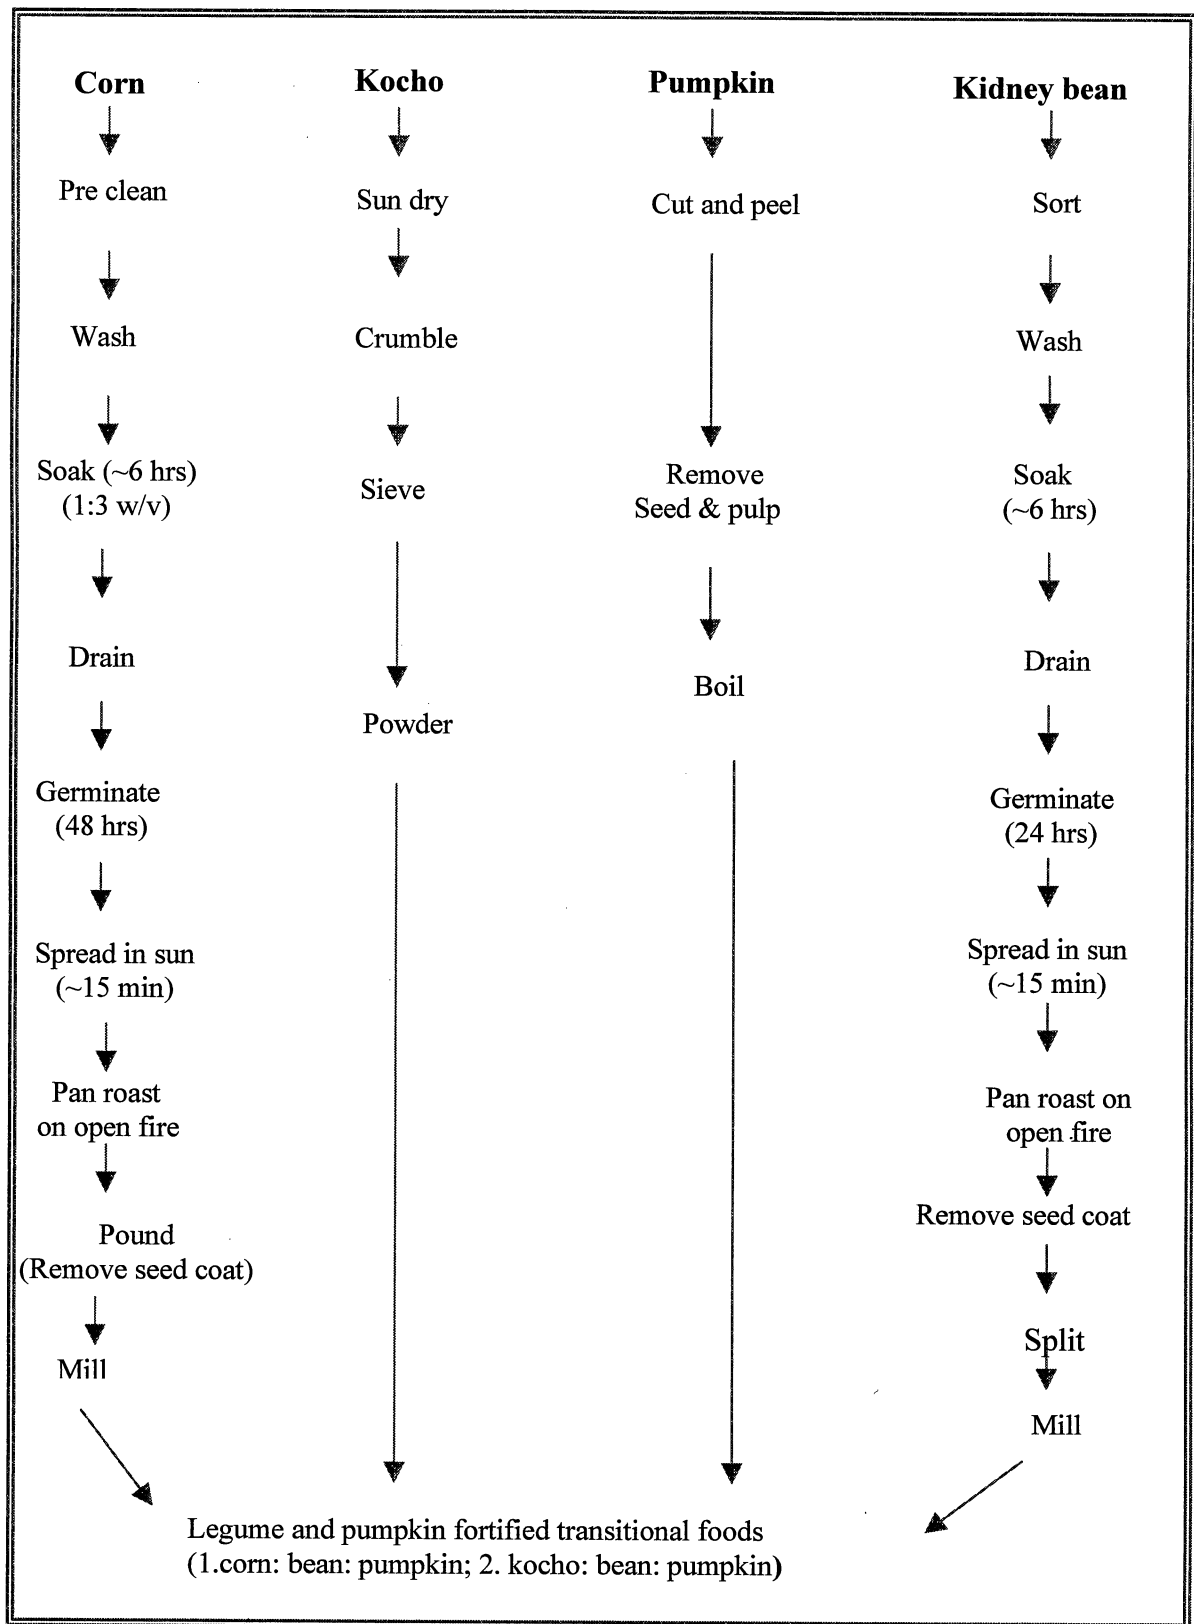 Corn
Pre clean
Wash
Soak (~6 hrs)
(1:3 w/v)
Drain
Germinate
(48 hrs)
Spread in sun
(~15 min)
Pan roast
on open fire
Pound
(Remove seed coat)
Mill
Kocho
Sun dry
Crumble
Sieve
Powder
Pumpkin
Cut and peel
Remove
Seed & pulp
Boil
Kidney bean
Sort
Wash
Soak
(~6 hrs)
Drain
Germinate
(24 hrs)
Spread in sun
(~15 min)
Pan roast on
open fire
Remove seed coat
Split
Mill
Legume and pumpkin fortified transitional foods
(1.corn: bean: pumpkin; 2. kocho: bean: pumpkin)